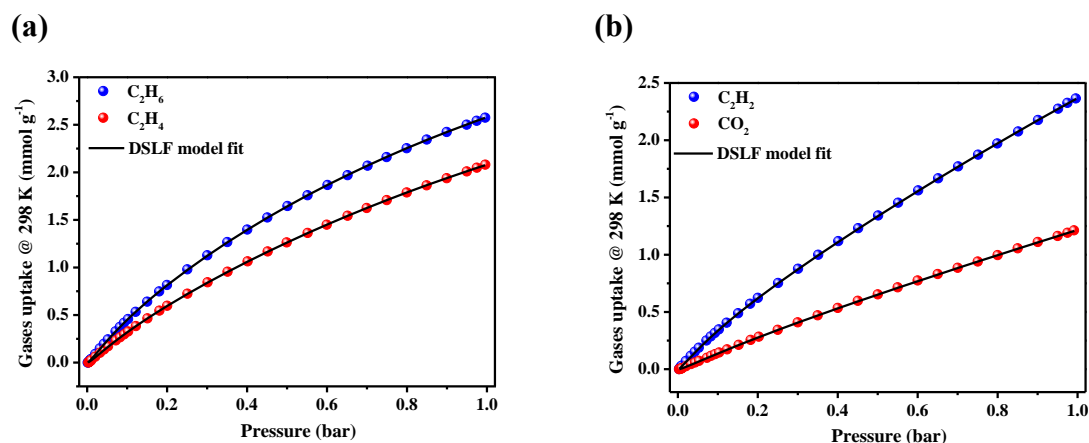 (a)
Gases uptake @ 298 K (mmol g⁻¹)
3.0
2.5
2.0
1.5
1.0
0.5
0.0
C₂H₆
C₂H₄
DSLF model fit
0.0 0.2 0.4 0.6 0.8 1.0
Pressure (bar)
(b)
Gases uptake @ 298 K (mmol g⁻¹)
2.5
2.0
1.5
1.0
0.5
0.0
C₂H₂
CO₂
DSLF model fit
0.0 0.2 0.4 0.6 0.8 1.0
Pressure (bar)